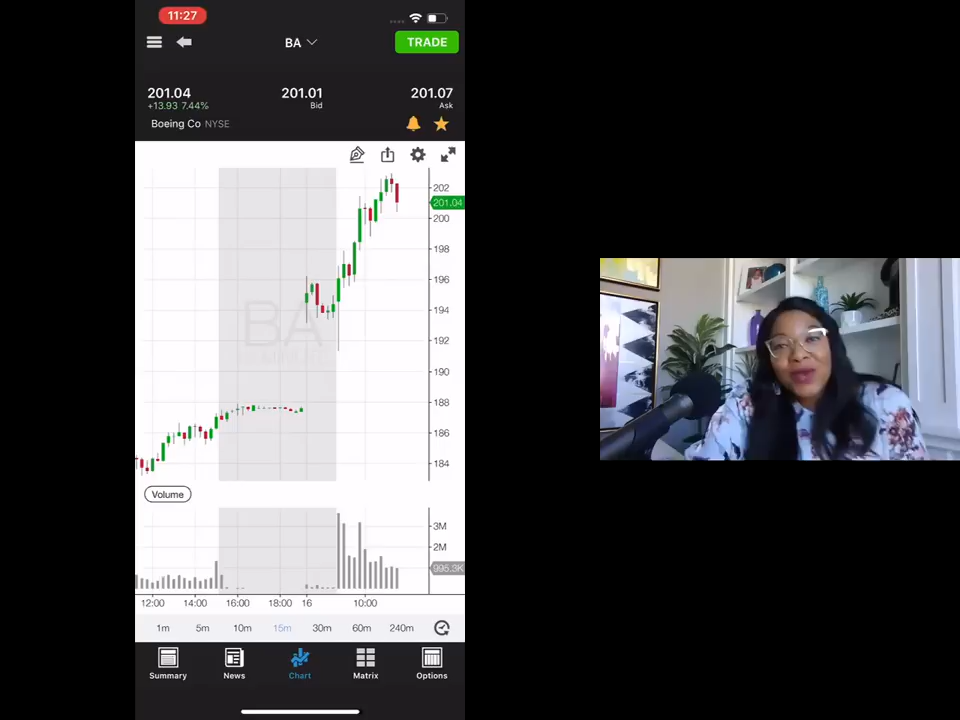 11:27
BA
TRADE
201.04 201.01 201.07
+13.93 7.44% Bid Ask
Boeing Co NYSE
202
201.04
200
198
196
194
BA
192
190
188
186
184
Volume
3M
2M
995.3K
12:00 14:00 16:00 18:00 16 10:00
1m 5m 10m 15m 30m 60m 240m
Summary News Chart Matrix Options